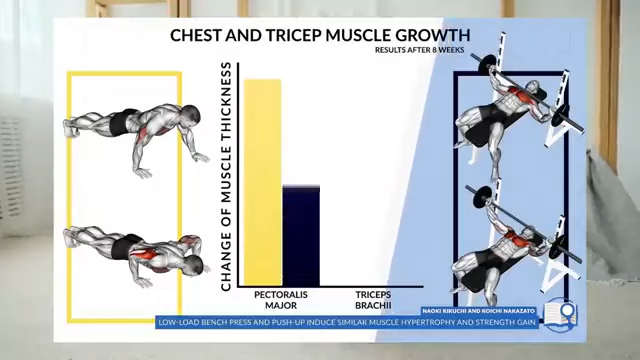 CHEST AND TRICEP MUSCLE GROWTH
RESULTS AFTER 8 WEEKS
CHANGE OF MUSCLE THICKNESS
PECTORALIS
MAJOR
TRICEPS
BRACHII
NAOKI KIKUCHI AND KOICHI NAKAZATO
LOW-LOAD BENCH PRESS AND PUSH-UP INDUCE SIMILAR MUSCLE HYPERTROPHY AND STRENGTH GAIN